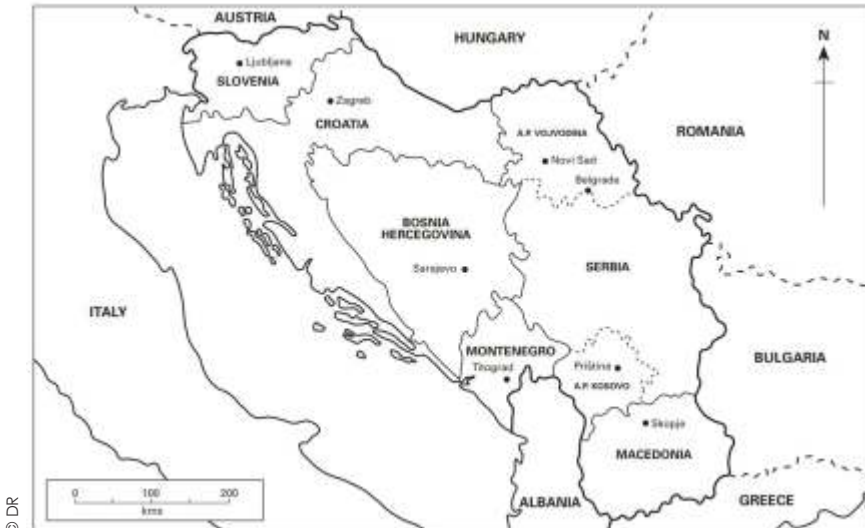 AUSTRIA
HUNGARY
N
Ljubljana
SLOVENIA
Zagreb
CROATIA
A.P. VOJVODINA
ROMANIA
Novi Sad
Belgrade
BOSNIA
HERCEGOVINA
Sarajevo
SERBIA
ITALY
MONTENEGRO
Titograd
Priština
A.P. KOSOVO
BULGARIA
Skopje
MACEDONIA
0 100 200
kms
ALBANIA
GREECE
© DR